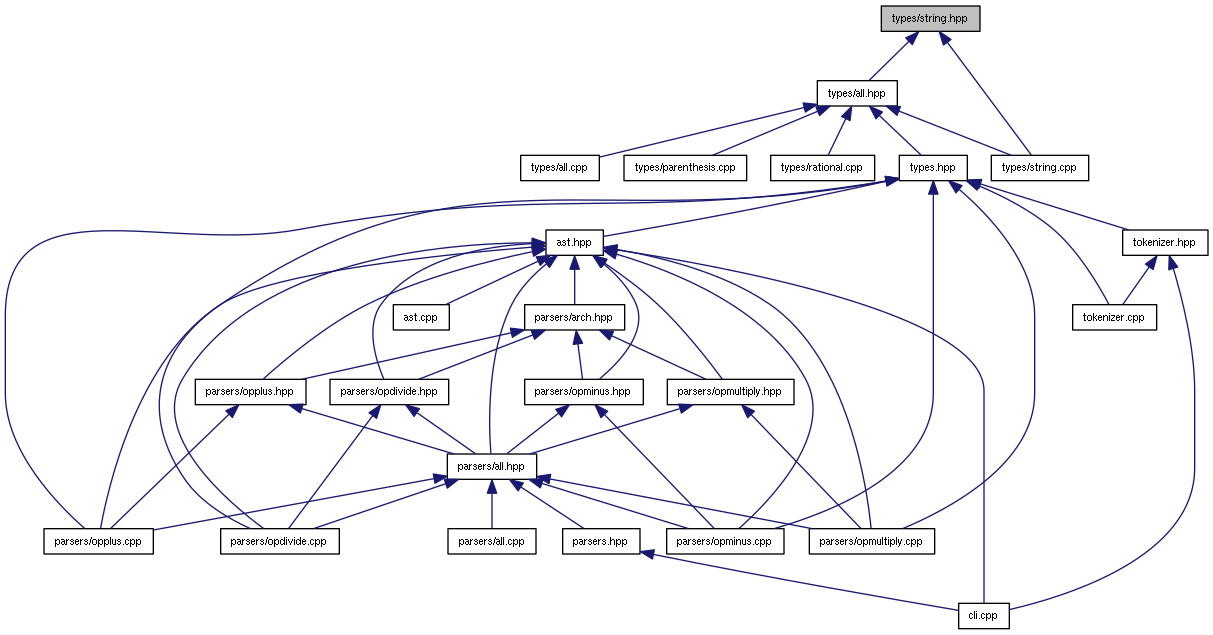 types/string.hpp
types/all.hpp
types/all.cpp
types/parenthesis.cpp
types/rational.cpp
types.hpp
types/string.cpp
ast.hpp
tokenizer.hpp
ast.cpp
parsers/arch.hpp
tokenizer.cpp
parsers/opplus.hpp
parsers/opdivide.hpp
parsers/opminus.hpp
parsers/opmultiply.hpp
parsers/all.hpp
parsers/opplus.cpp
parsers/opdivide.cpp
parsers/all.cpp
parsers.hpp
parsers/opminus.cpp
parsers/opmultiply.cpp
cli.cpp